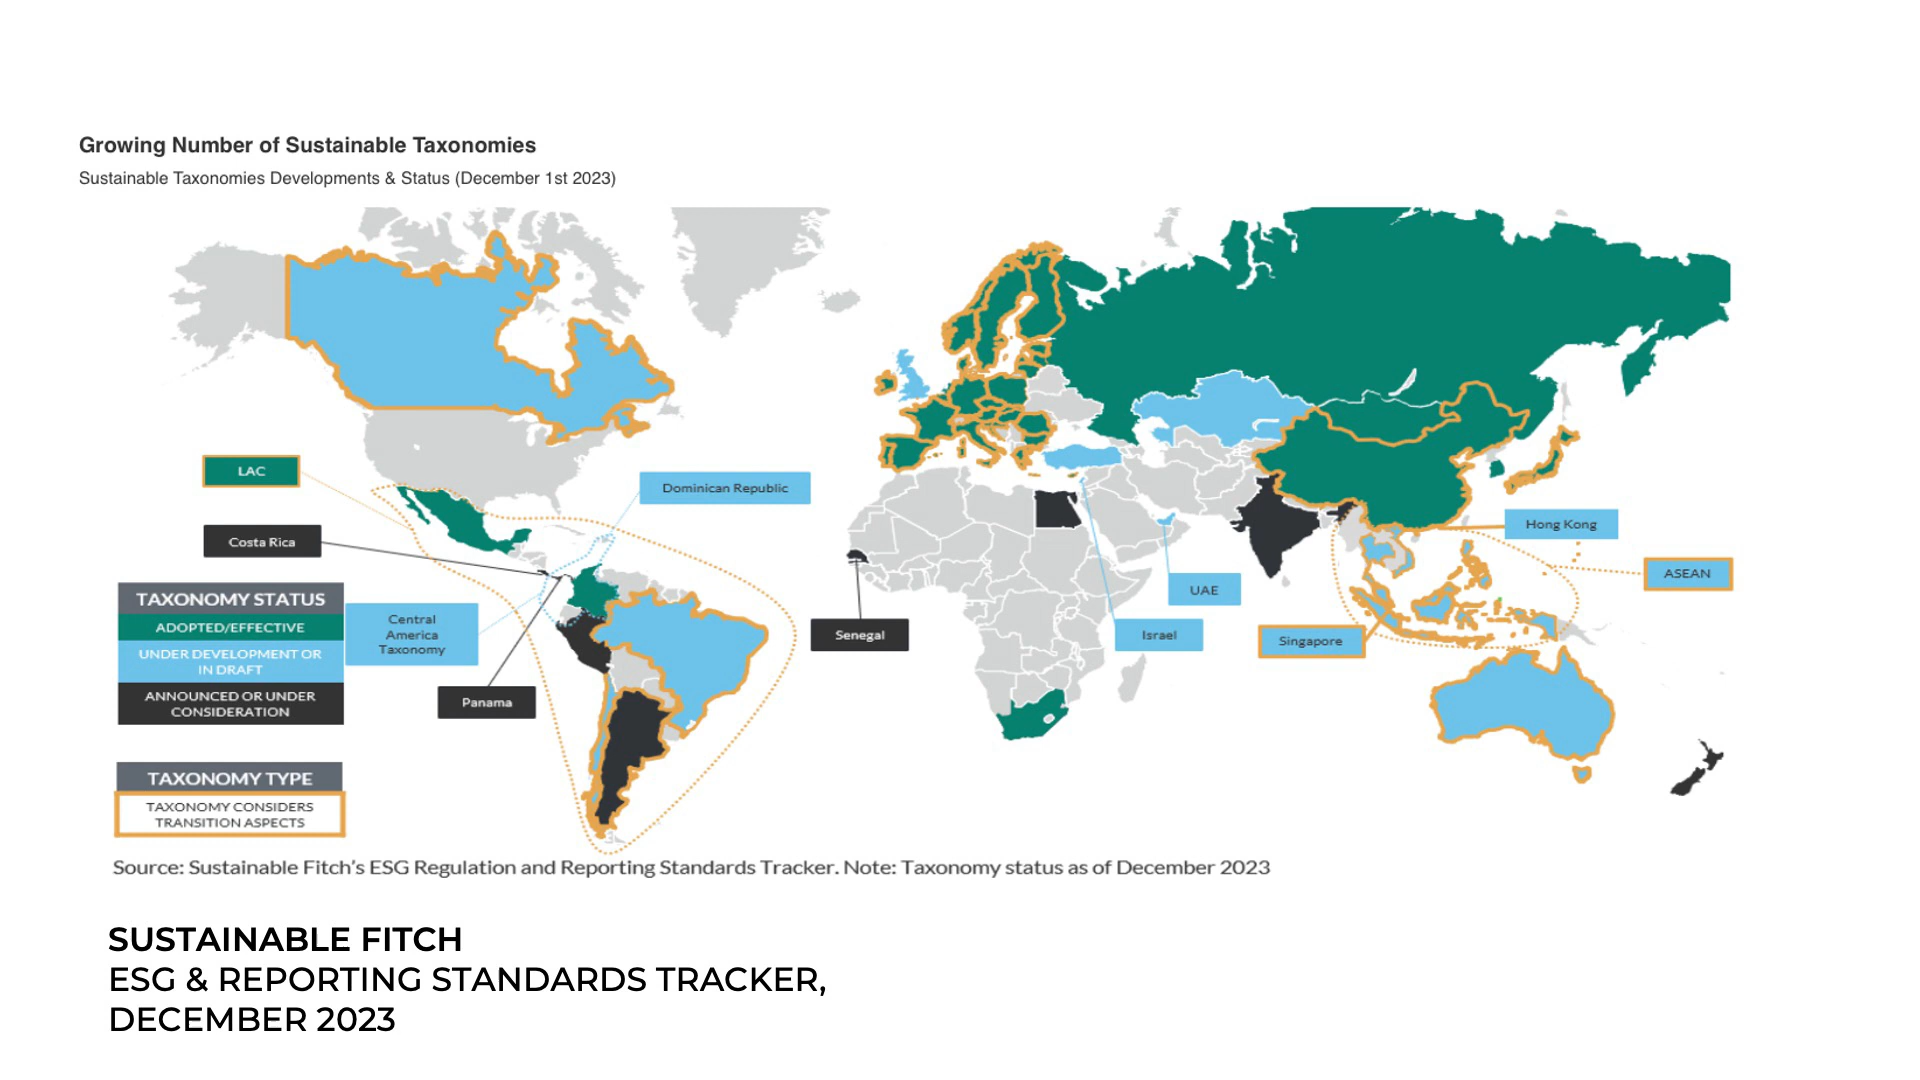 Growing Number of Sustainable Taxonomies
Sustainable Taxonomies Developments & Status (December 1st 2023)
LAC
Dominican Republic
Costa Rica
Hong Kong
ASEAN
UAE
Central
America
Taxonomy
Senegal
Israel
Singapore
Panama
TAXONOMY STATUS
ADOPTED/EFFECTIVE
UNDER DEVELOPMENT OR
IN DRAFT
ANNOUNCED OR UNDER
CONSIDERATION
TAXONOMY TYPE
TAXONOMY CONSIDERS
TRANSITION ASPECTS
Source: Sustainable Fitch's ESG Regulation and Reporting Standards Tracker. Note: Taxonomy status as of December 2023
SUSTAINABLE FITCH
ESG & REPORTING STANDARDS TRACKER,
DECEMBER 2023